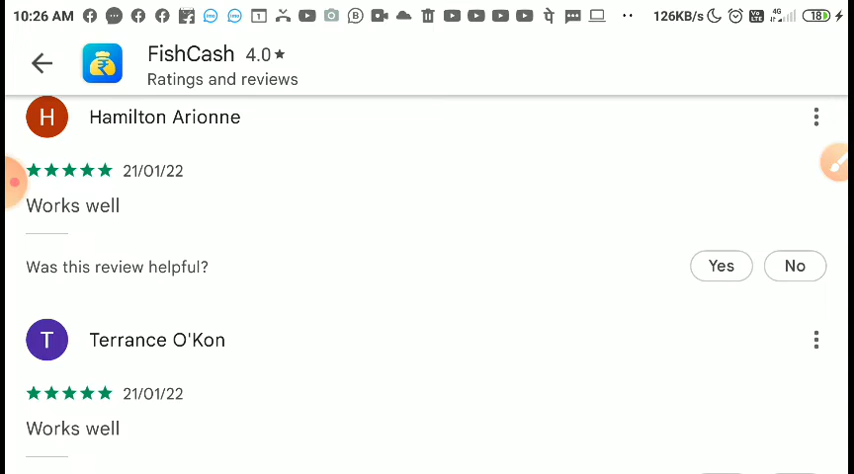 10:26 AM 126KB/s 4G 18
FishCash 4.0★
Ratings and reviews
H Hamilton Arionne
★★★★★ 21/01/22
Works well
Was this review helpful? Yes No
T Terrance O'Kon
★★★★★ 21/01/22
Works well